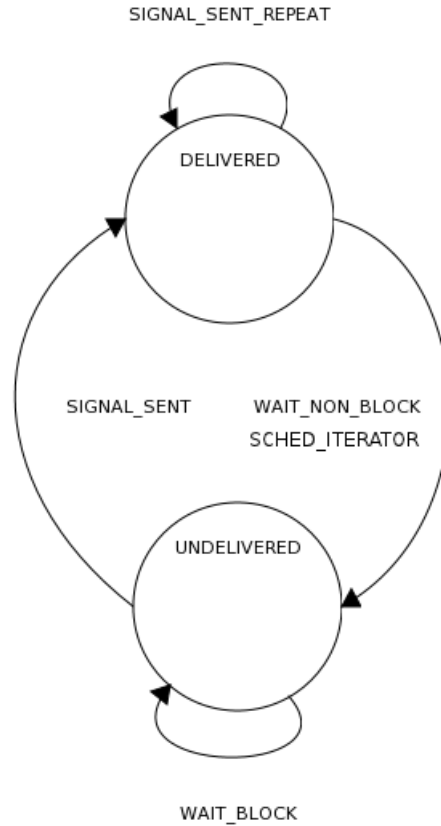 SIGNAL_SENT_REPEAT
DELIVERED
SIGNAL_SENT
WAIT_NON_BLOCK
SCHED_ITERATOR
UNDELIVERED
WAIT_BLOCK